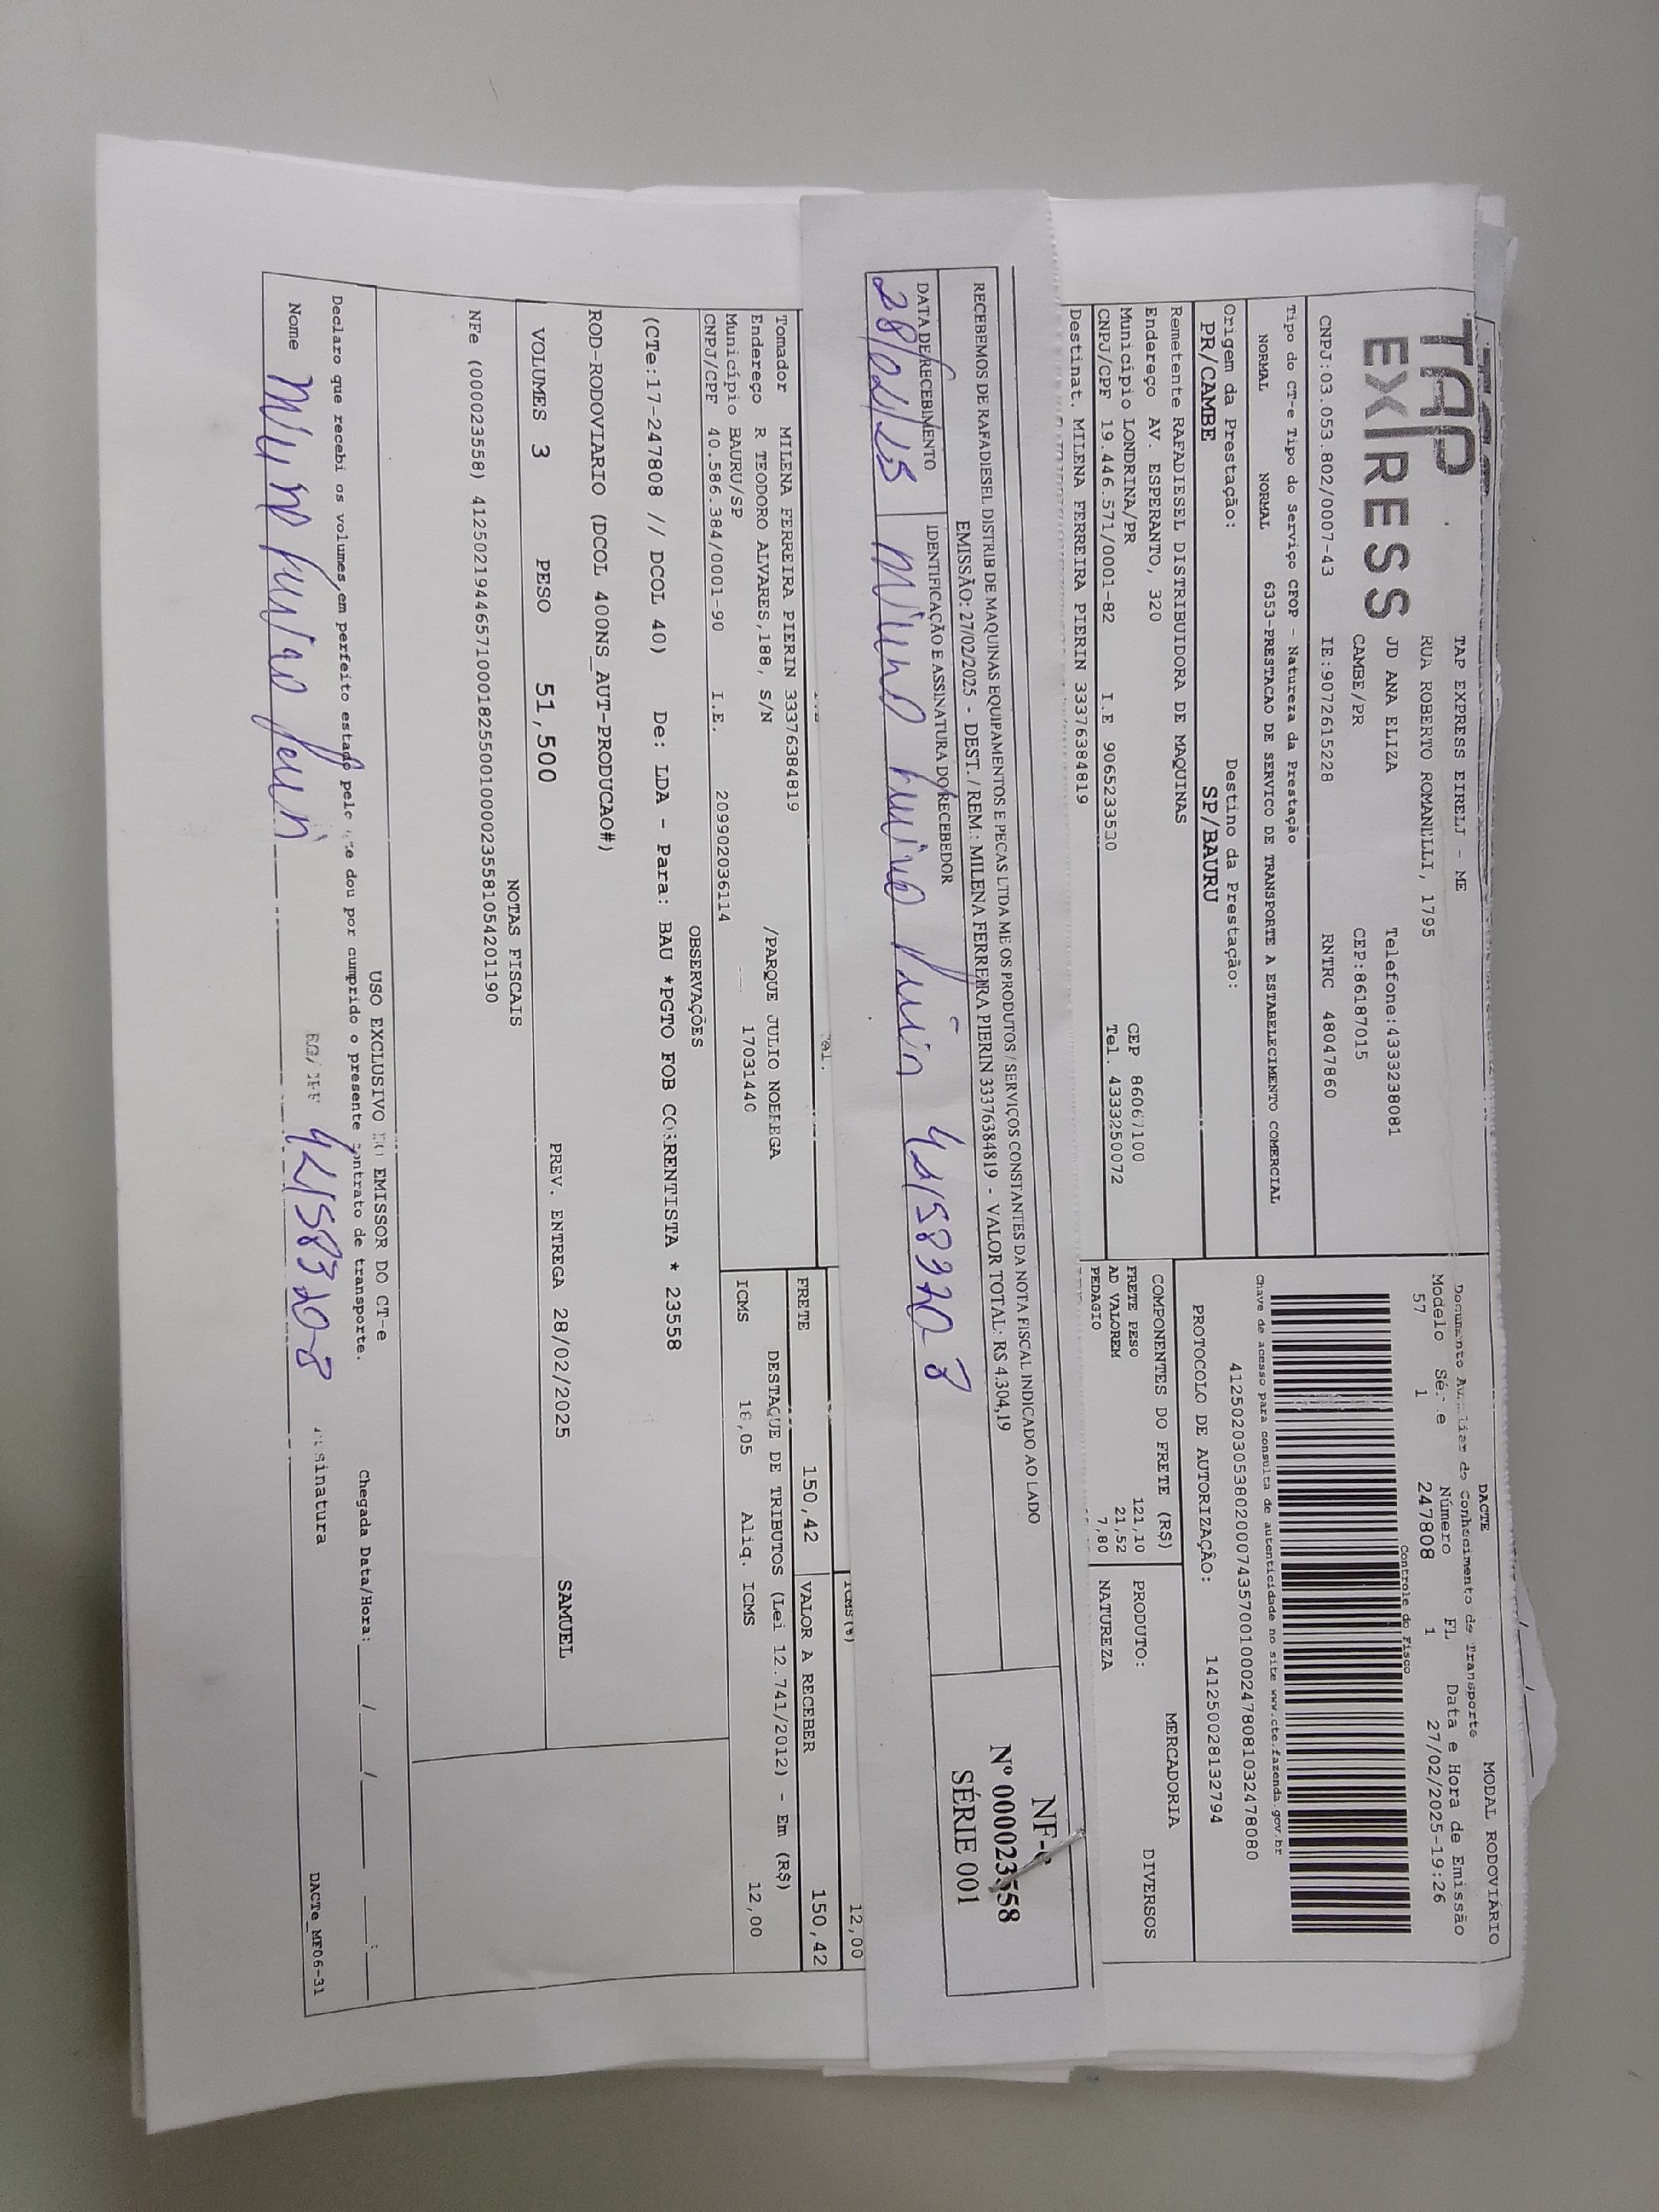 TAP
EXPRESS
TAP EXPRESS EIRELI - ME
RUA ROBERTO ROMANELLI, 1795
JD ANA ELIZA Telefone:4333238081
CAMBE/PR CEP:86187015
CNPJ:03.053.802/0007-43 IE:9072615228 RNTRC 48047860
DACTE MODAL RODOVIÁRIO
Documento Auxiliar do Conhecimento de Transporte
Modelo Série Número FL Data e Hora de Emissão
57 1 247808 1 27/02/2025-19:26
Controle do Fisco
Chave de acesso para consulta de autenticidade no site www.cte.fazenda.gov.br
41250203053802000743570010002478081032478080
PROTOCOLO DE AUTORIZAÇÃO: 141250028132794
Tipo do CT-e Tipo do Serviço CFOP - Natureza da Prestação
NORMAL NORMAL 6353-PRESTACAO DE SERVICO DE TRANSPORTE A ESTABELECIMENTO COMERCIAL
Origem da Prestação: Destino da Prestação:
PR/CAMBE SP/BAURU
Remetente RAFADIESEL DISTRIBUIDORA DE MAQUINAS
Endereço AV. ESPERANTO, 320
Município LONDRINA/PR CEP 86067100
CNPJ/CPF 19.446.571/0001-82 I.E 9065233530 Tel. 4333250072
Destinat. MILENA FERREIRA PIERIN 33376384819
COMPONENTES DO FRETE (R$)
FRETE PESO 121,10
AD VALOREM 21,52
PEDAGIO 7,80
MERCADORIA
PRODUTO: DIVERSOS
NATUREZA
RECEBEMOS DE RAFADIESEL DISTRIB DE MAQUINAS EQUIPAMENTOS E PECAS LTDA ME OS PRODUTOS / SERVIÇOS CONSTANTES DA NOTA FISCAL INDICADO AO LADO
EMISSÃO: 27/02/2025 - DEST. / REM.: MILENA FERREIRA PIERIN 33376384819 - VALOR TOTAL: R$ 4.304,19
DATA DE RECEBIMENTO IDENTIFICAÇÃO E ASSINATURA DO RECEBEDOR
28/02/25
NF-e
Nº 000023558
SÉRIE 001
ICMS(%)
12,00
FRETE 150,42 VALOR A RECEBER 150,42
Tomador MILENA FERREIRA PIERIN 33376384819
Endereço R TEODORO ALVARES,188, S/N /PARQUE JULIO NOBREGA
Município BAURU/SP 17031440
CNPJ/CPF 40.586.384/0001-90 I.E. 209902036114
DESTAQUE DE TRIBUTOS (Lei 12.741/2012) - Em (R$)
ICMS 18,05 Aliq. ICMS 12,00
OBSERVAÇÕES
(CTe:17-247808 // DCOL 40) De: LDA - Para: BAU *PGTO FOB CORRENTISTA * 23558
ROD-RODOVIARIO (DCOL 400NS_AUT-PRODUCAO#)
VOLUMES 3 PESO 51,500 PREV. ENTREGA 28/02/2025 SAMUEL
NOTAS FISCAIS
NFe (000023558) 41250219446571000182550010000235581054201190
USO EXCLUSIVO DO EMISSOR DO CT-e
Declaro que recebi os volumes em perfeito estado pelo que dou por cumprido o presente contrato de transporte.
Chegada Data/Hora: ___/___/___ __:__
Nome RG/CPF Assinatura
DACTe_MF06-31